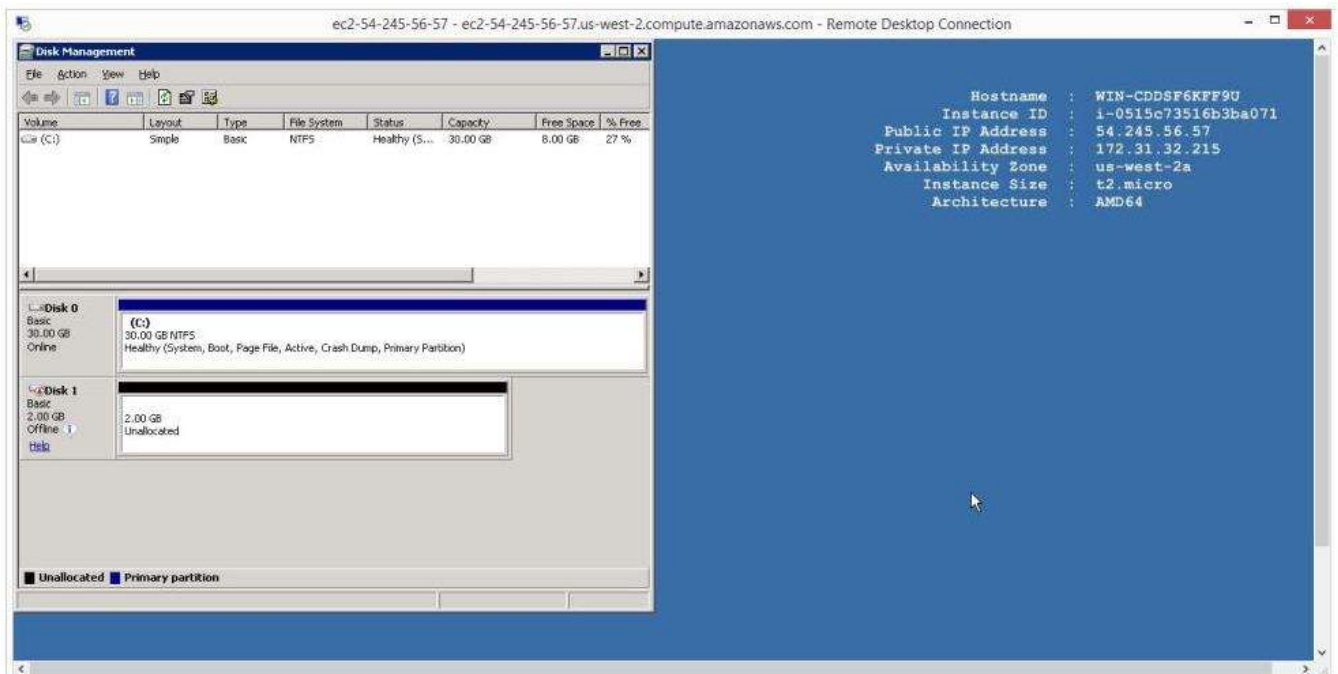 ec2-54-245-56-57 - ec2-54-245-56-57.us-west-2.compute.amazonaws.com - Remote Desktop Connection
Disk Management
File Action View Help
Volume Layout Type File System Status Capacity Free Space % Free
(C:) Simple Basic NTFS Healthy (S... 30.00 GB 8.00 GB 27 %
Hostname : WIN-CDDSF6KFF9U
Instance ID : i-0515c73516b3ba071
Public IP Address : 54.245.56.57
Private IP Address : 172.31.32.215
Availability Zone : us-west-2a
Instance Size : t2.micro
Architecture : AMD64
Disk 0
Basic
30.00 GB
Online
(C:)
30.00 GB NTFS
Healthy (System, Boot, Page File, Active, Crash Dump, Primary Partition)
Disk 1
Basic
2.00 GB
Offline
Help
2.00 GB
Unallocated
Unallocated Primary partition